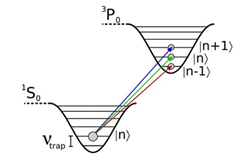 ³P₀
|n+1⟩
|n⟩
|n-1⟩
¹S₀
ν_trap
|n⟩